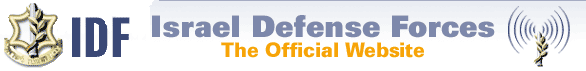 IDF
Israel Defense Forces
The Official Website